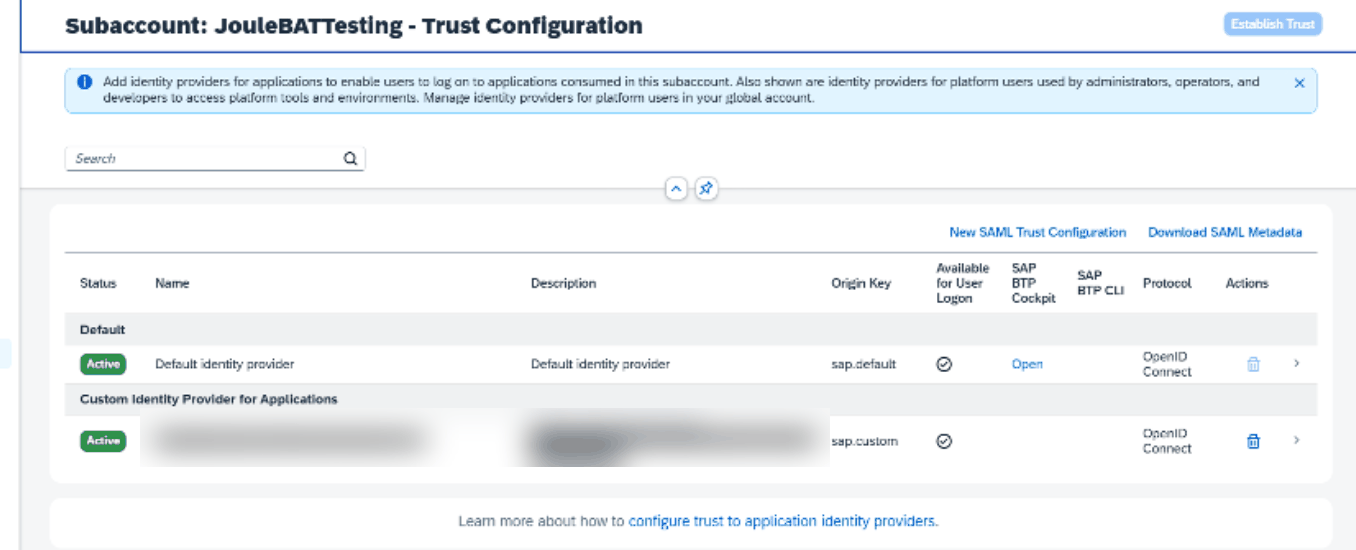 Subaccount: JouleBATTesting - Trust Configuration
Establish Trust
Add identity providers for applications to enable users to log on to applications consumed in this subaccount. Also shown are identity providers for platform users used by administrators, operators, and
developers to access platform tools and environments. Manage identity providers for platform users in your global account.
Search
New SAML Trust Configuration Download SAML Metadata
Status Name Description Origin Key Available for User Logon SAP BTP Cockpit SAP BTP CLI Protocol Actions
Default
Active Default identity provider Default identity provider sap.default Open OpenID Connect
Custom Identity Provider for Applications
Active sap.custom OpenID Connect
Learn more about how to configure trust to application identity providers.